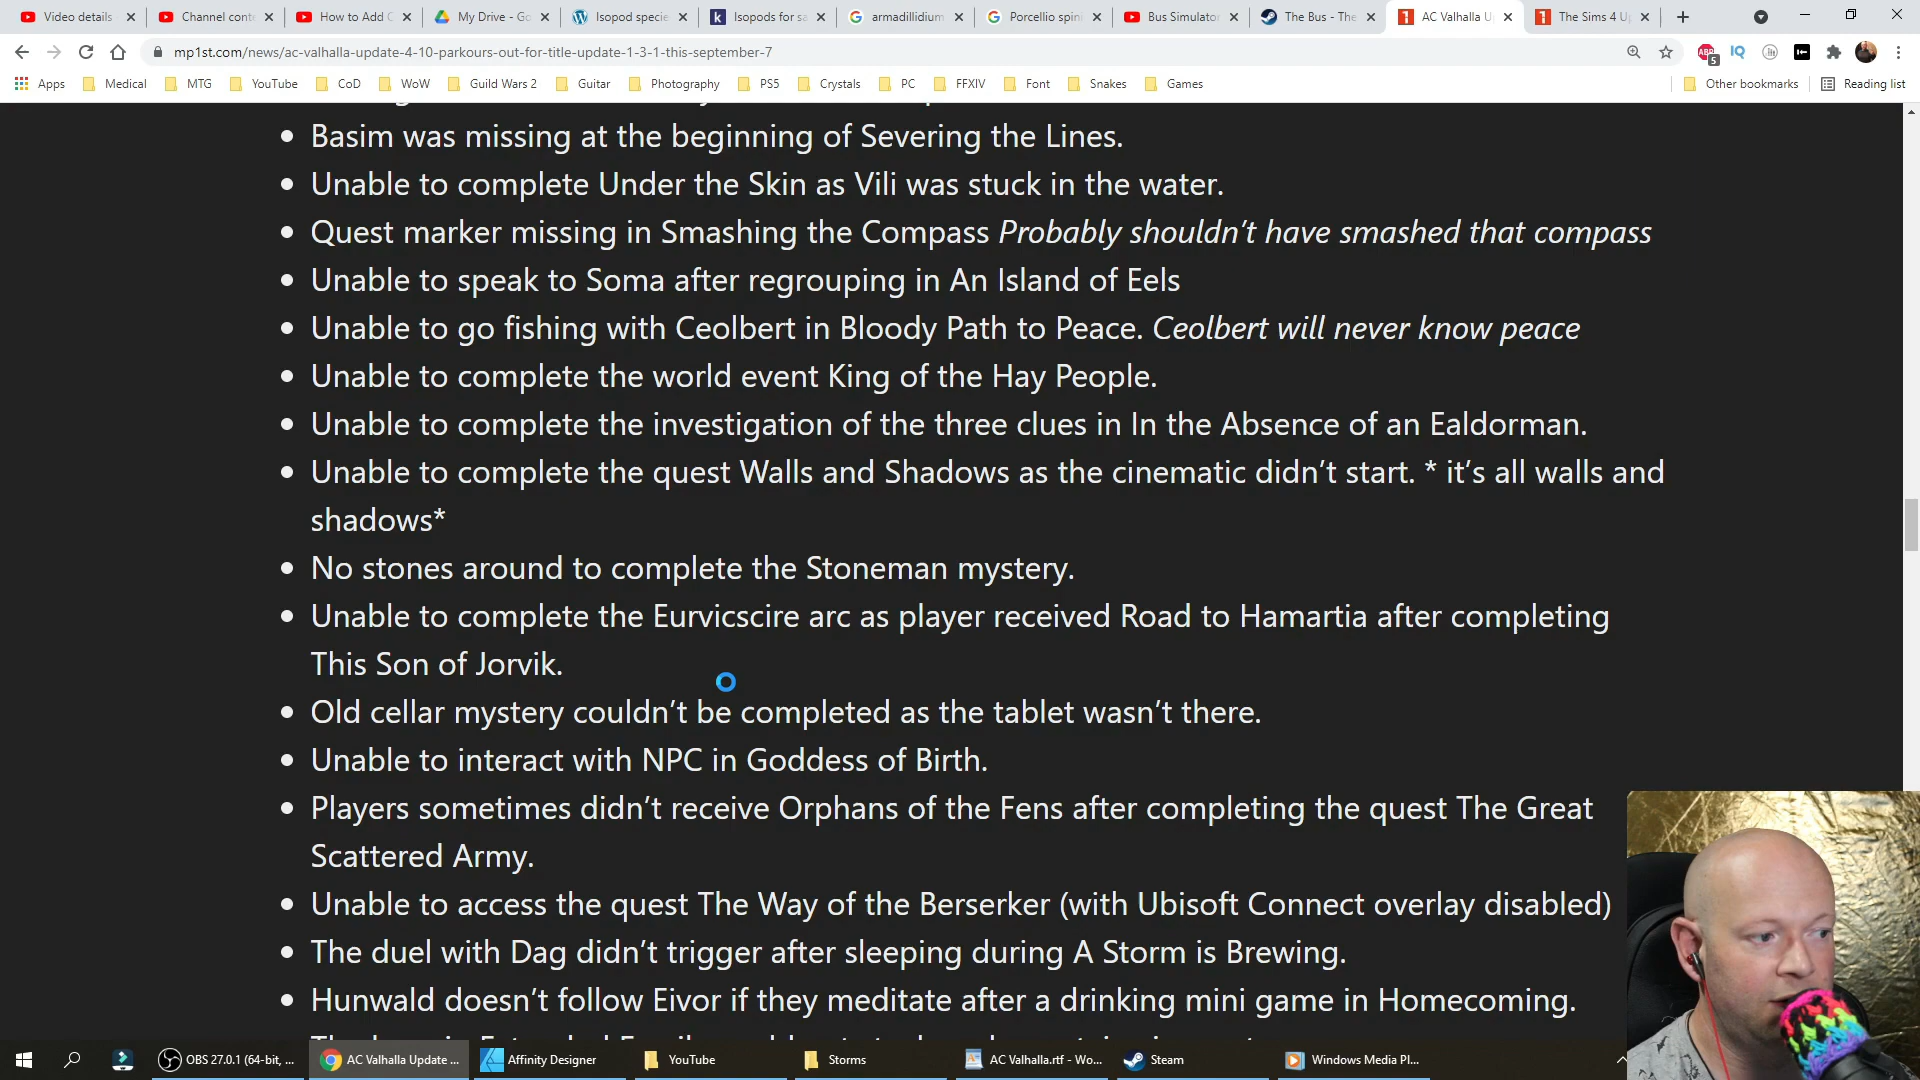 Video details
Channel cont
How to Add C
My Drive - Go
Isopod specie
Isopods for sa
armadillidium
Porcellio spin
Bus Simulator
The Bus - The
AC Valhalla U
The Sims 4 U
mp1st.com/news/ac-valhalla-update-4-10-parkours-out-for-title-update-1-3-1-this-september-7
ABP
5
IQ
Apps
Medical
MTG
YouTube
CoD
WoW
Guild Wars 2
Guitar
Photography
PS5
Crystals
PC
FFXIV
Font
Snakes
Games
Other bookmarks
Reading list
• Basim was missing at the beginning of Severing the Lines.
• Unable to complete Under the Skin as Vili was stuck in the water.
• Quest marker missing in Smashing the Compass Probably shouldn’t have smashed that compass
• Unable to speak to Soma after regrouping in An Island of Eels
• Unable to go fishing with Ceolbert in Bloody Path to Peace. Ceolbert will never know peace
• Unable to complete the world event King of the Hay People.
• Unable to complete the investigation of the three clues in In the Absence of an Ealdorman.
• Unable to complete the quest Walls and Shadows as the cinematic didn’t start. * it’s all walls and
shadows*
• No stones around to complete the Stoneman mystery.
• Unable to complete the Eurvicscire arc as player received Road to Hamartia after completing
This Son of Jorvik.
• Old cellar mystery couldn’t be completed as the tablet wasn’t there.
• Unable to interact with NPC in Goddess of Birth.
• Players sometimes didn’t receive Orphans of the Fens after completing the quest The Great
Scattered Army.
• Unable to access the quest The Way of the Berserker (with Ubisoft Connect overlay disabled)
• The duel with Dag didn’t trigger after sleeping during A Storm is Brewing.
• Hunwald doesn’t follow Eivor if they meditate after a drinking mini game in Homecoming.
OBS 27.0.1 (64-bit, ...
AC Valhalla Update ...
Affinity Designer
YouTube
Storms
AC Valhalla.rtf - Wo...
Steam
Windows Media Pl...